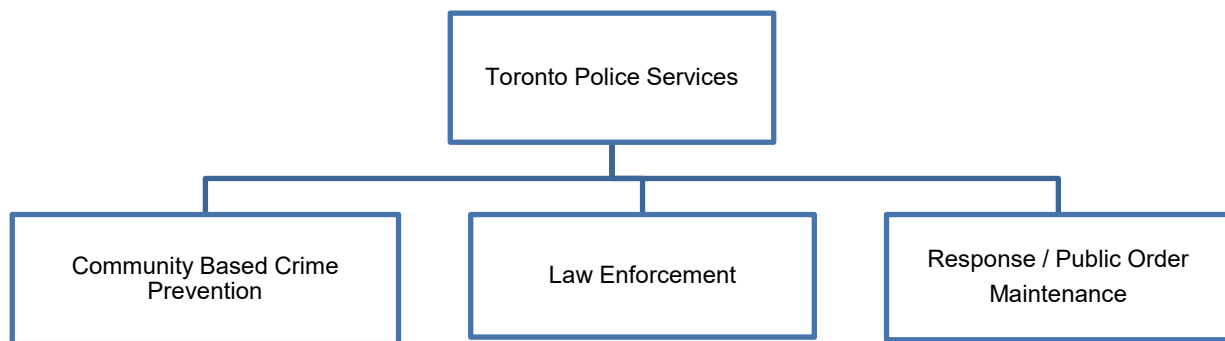 Toronto Police Services
Community Based Crime
Prevention
Law Enforcement
Response / Public Order
Maintenance